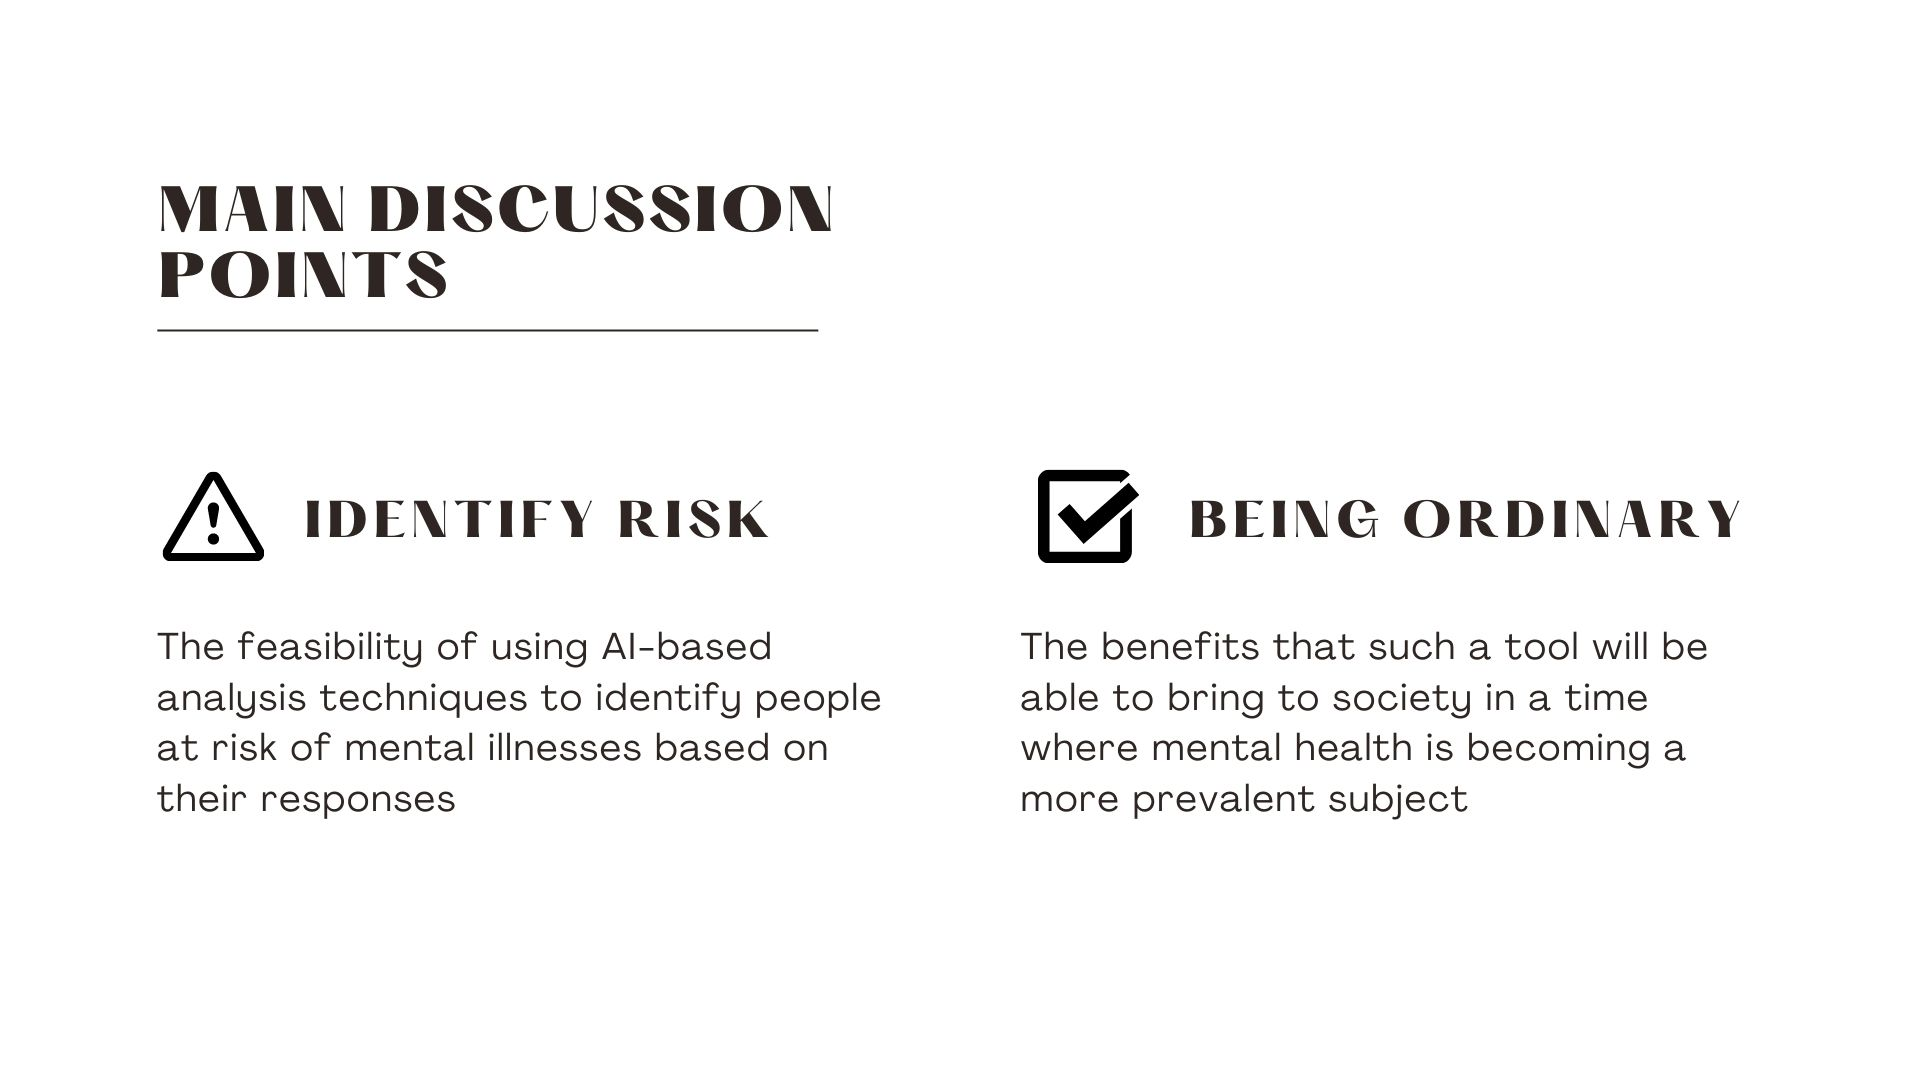 MAIN DISCUSSION
POINTS
IDENTIFY RISK
The feasibility of using AI-based
analysis techniques to identify people
at risk of mental illnesses based on
their responses
BEING ORDINARY
The benefits that such a tool will be
able to bring to society in a time
where mental health is becoming a
more prevalent subject